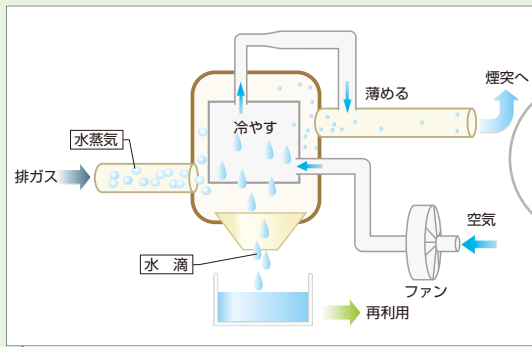 煙突へ
薄める
冷やす
水蒸気
排ガス
空気
水 滴
ファン
再利用